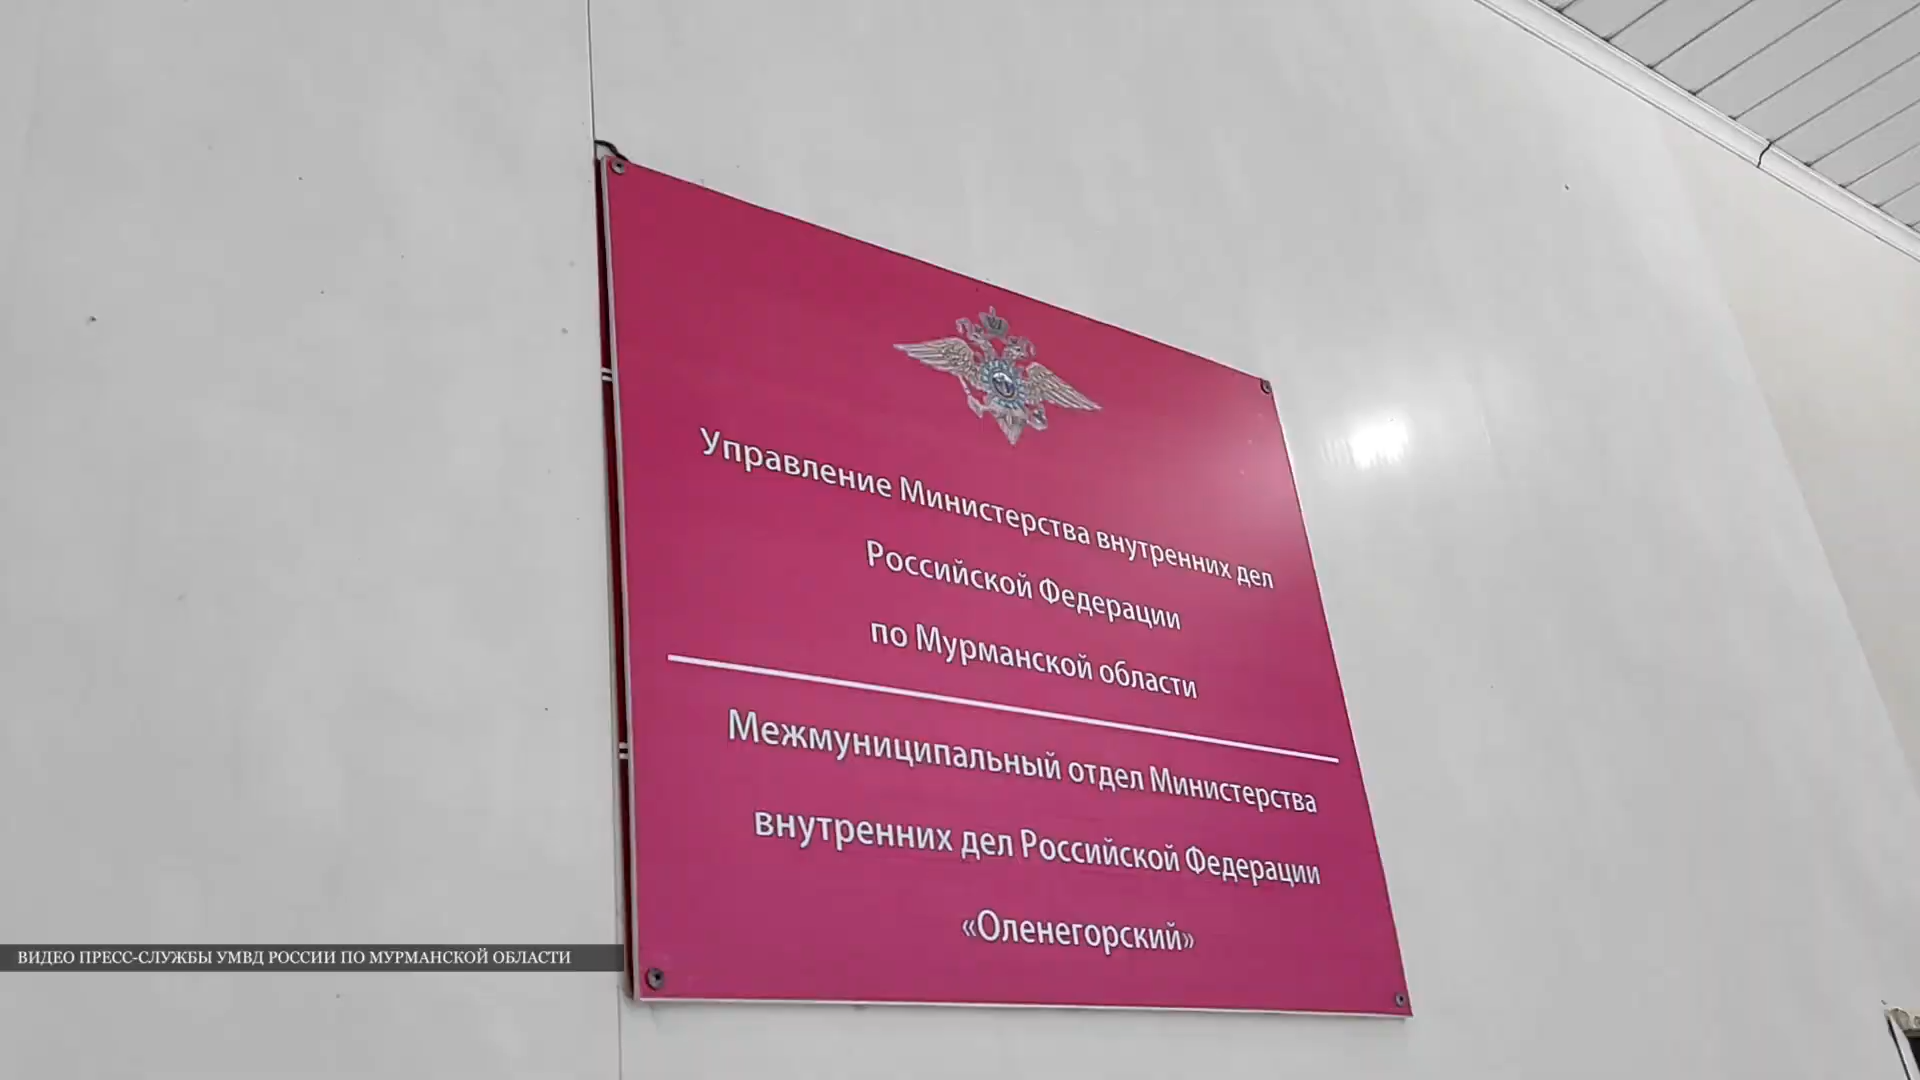 Управление Министерства внутренних дел
Российской Федерации
по Мурманской области
Межмуниципальный отдел Министерства
внутренних дел Российской Федерации
«Оленегорский»
ВИДЕО ПРЕСС-СЛУЖБЫ УМВД РОССИИ ПО МУРМАНСКОЙ ОБЛАСТИ